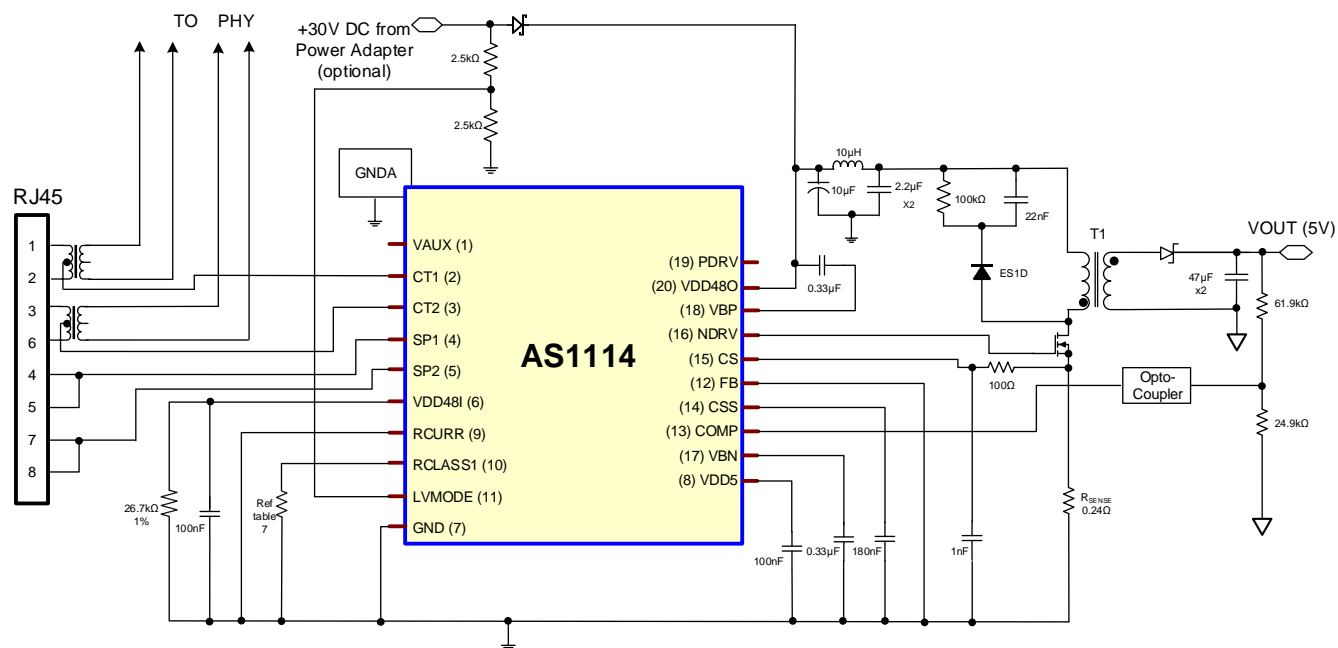 TO PHY
+30V DC from
Power Adapter
(optional)
2.5kΩ
2.5kΩ
GNDA
RJ45
1
2
3
6
4
5
7
8
VAUX (1)
CT1 (2)
CT2 (3)
SP1 (4)
SP2 (5)
VDD48I (6)
RCURR (9)
RCLASS1 (10)
LVMODE (11)
GND (7)
AS1114
(19) PDRV
(20) VDD48O
(18) VBP
(16) NDRV
(15) CS
(12) FB
(14) CSS
(13) COMP
(17) VBN
(8) VDD5
26.7kΩ
1%
100nF
Ref
table
7
10µH
10µF
2.2µF
X2
100kΩ
22nF
0.33µF
ES1D
T1
VOUT (5V)
47µF
x2
61.9kΩ
100Ω
Opto-
Coupler
24.9kΩ
RSENSE
0.24Ω
100nF
0.33µF
180nF
1nF